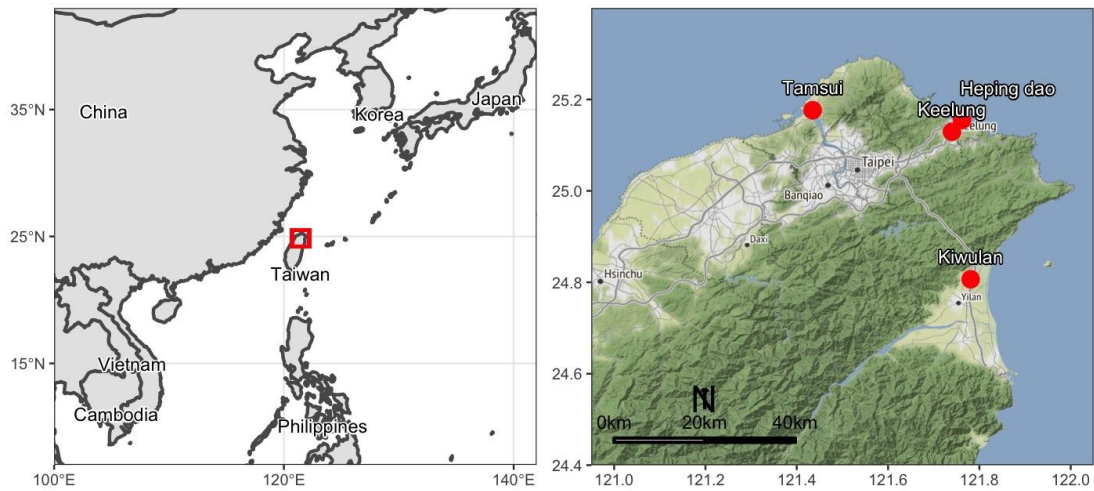 China
Korea
Japan
Taiwan
Vietnam
Cambodia
Philippines
35°N
25°N
15°N
100°E
120°E
140°E
Tamsui
Heping dao
Keelung
Taipei
Banqiao
Daxi
Hsinchu
Kiwulan
Yilan
N
0km
20km
40km
25.2
25.0
24.8
24.6
24.4
121.0
121.2
121.4
121.6
121.8
122.0